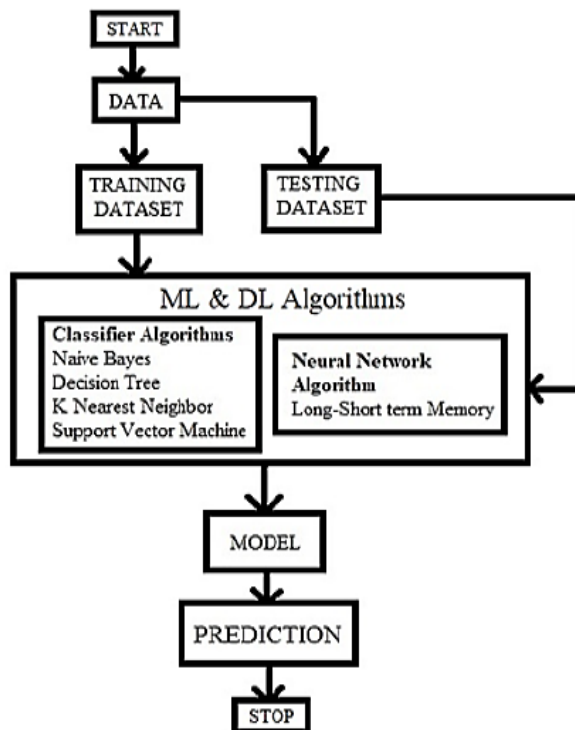 START
DATA
TRAINING
DATASET
TESTING
DATASET
ML & DL Algorithms
Classifier Algorithms
Naive Bayes
Decision Tree
K Nearest Neighbor
Support Vector Machine
Neural Network
Algorithm
Long-Short term Memory
MODEL
PREDICTION
STOP